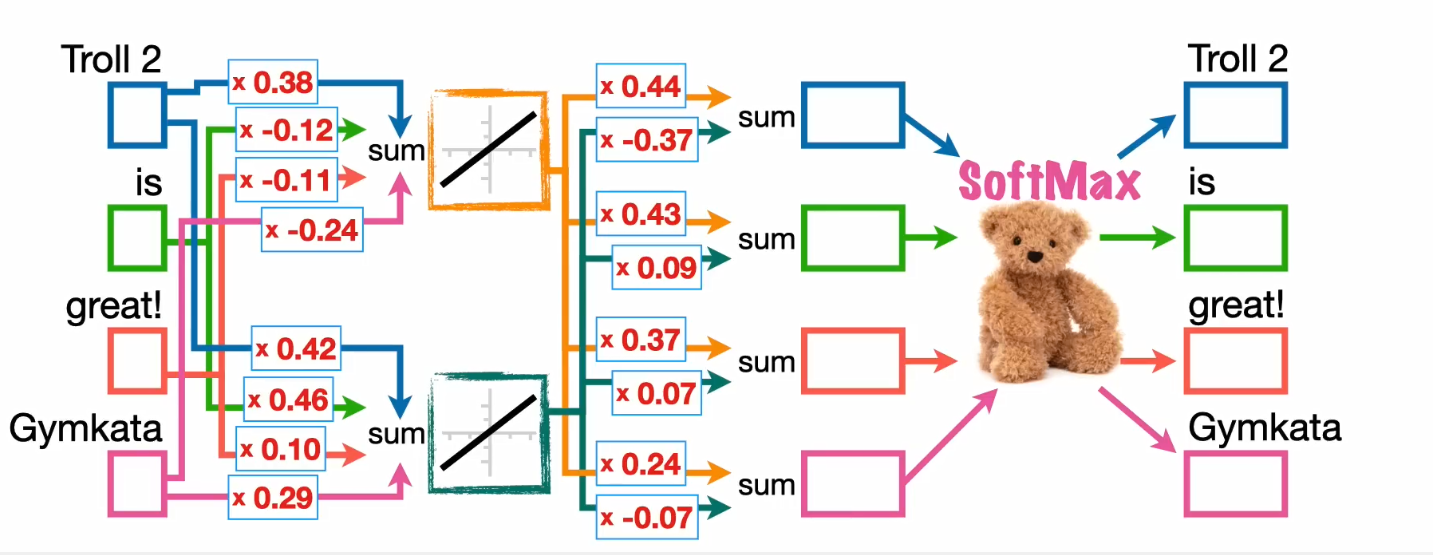 Troll 2
is
great!
Gymkata
x 0.38
x -0.12
x -0.11
x -0.24
sum
x 0.42
x 0.46
x 0.10
x 0.29
sum
x 0.44
x -0.37
sum
x 0.43
x 0.09
sum
x 0.37
x 0.07
sum
x 0.24
x -0.07
sum
SoftMax
Troll 2
is
great!
Gymkata